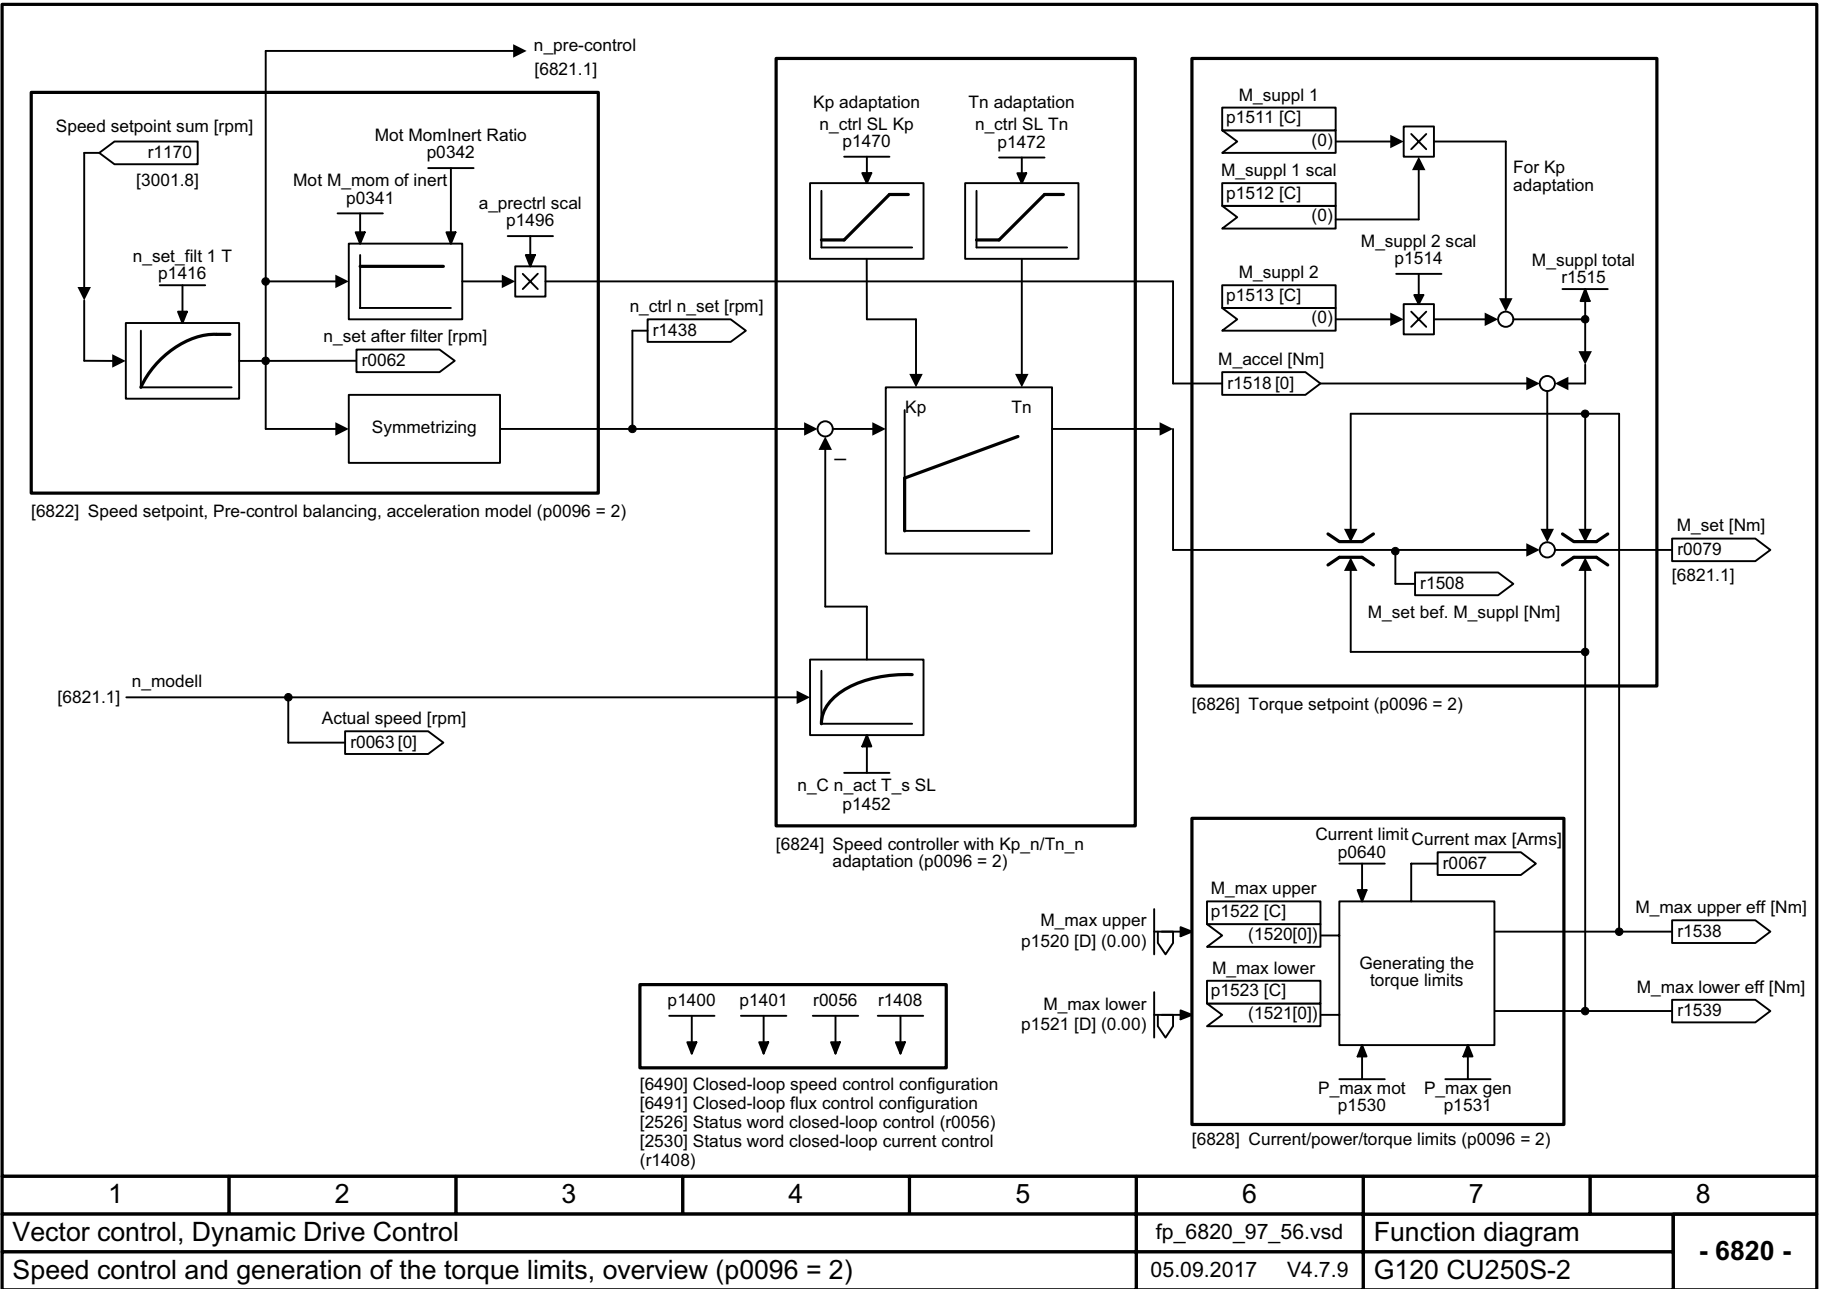 n_pre-control
[6821.1]
Speed setpoint sum [rpm]
r1170
[3001.8]
Mot MomInert Ratio
p0342
Mot M_mom of inert
p0341
a_prectrl scal
p1496
n_set_filt 1 T
p1416
n_set after filter [rpm]
r0062
Symmetrizing
[6822] Speed setpoint, Pre-control balancing, acceleration model (p0096 = 2)
n_ctrl n_set [rpm]
r1438
Kp adaptation
n_ctrl SL Kp
p1470
Tn adaptation
n_ctrl SL Tn
p1472
Kp
Tn
–
[6821.1]
n_modell
Actual speed [rpm]
r0063 [0]
n_C n_act T_s SL
p1452
[6824] Speed controller with Kp_n/Tn_n
adaptation (p0096 = 2)
M_suppl 1
p1511 [C]
(0)
M_suppl 1 scal
p1512 [C]
(0)
For Kp
adaptation
M_suppl 2 scal
p1514
M_suppl 2
p1513 [C]
(0)
M_suppl total
r1515
M_accel [Nm]
r1518 [0]
r1508
M_set bef. M_suppl [Nm]
M_set [Nm]
r0079
[6821.1]
[6826] Torque setpoint (p0096 = 2)
Current limit
p0640
Current max [Arms]
r0067
M_max upper
p1520 [D] (0.00)
M_max upper
p1522 [C]
(1520[0])
M_max lower
p1521 [D] (0.00)
M_max lower
p1523 [C]
(1521[0])
Generating the
torque limits
M_max upper eff [Nm]
r1538
M_max lower eff [Nm]
r1539
P_max mot
p1530
P_max gen
p1531
[6828] Current/power/torque limits (p0096 = 2)
p1400 p1401 r0056 r1408
[6490] Closed-loop speed control configuration
[6491] Closed-loop flux control configuration
[2526] Status word closed-loop control (r0056)
[2530] Status word closed-loop current control
(r1408)
1 2 3 4 5 6 7 8
Vector control, Dynamic Drive Control
fp_6820_97_56.vsd
Function diagram
- 6820 -
Speed control and generation of the torque limits, overview (p0096 = 2)
05.09.2017 V4.7.9
G120 CU250S-2